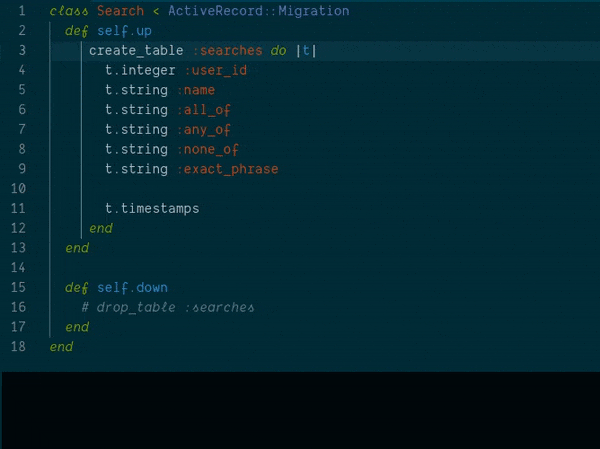 1 class Search < ActiveRecord::Migration
2 def self.up
3 create_table :searches do |t|
4 t.integer :user_id
5 t.string :name
6 t.string :all_of
7 t.string :any_of
8 t.string :none_of
9 t.string :exact_phrase
10
11 t.timestamps
12 end
13 end
14
15 def self.down
16 # drop_table :searches
17 end
18 end